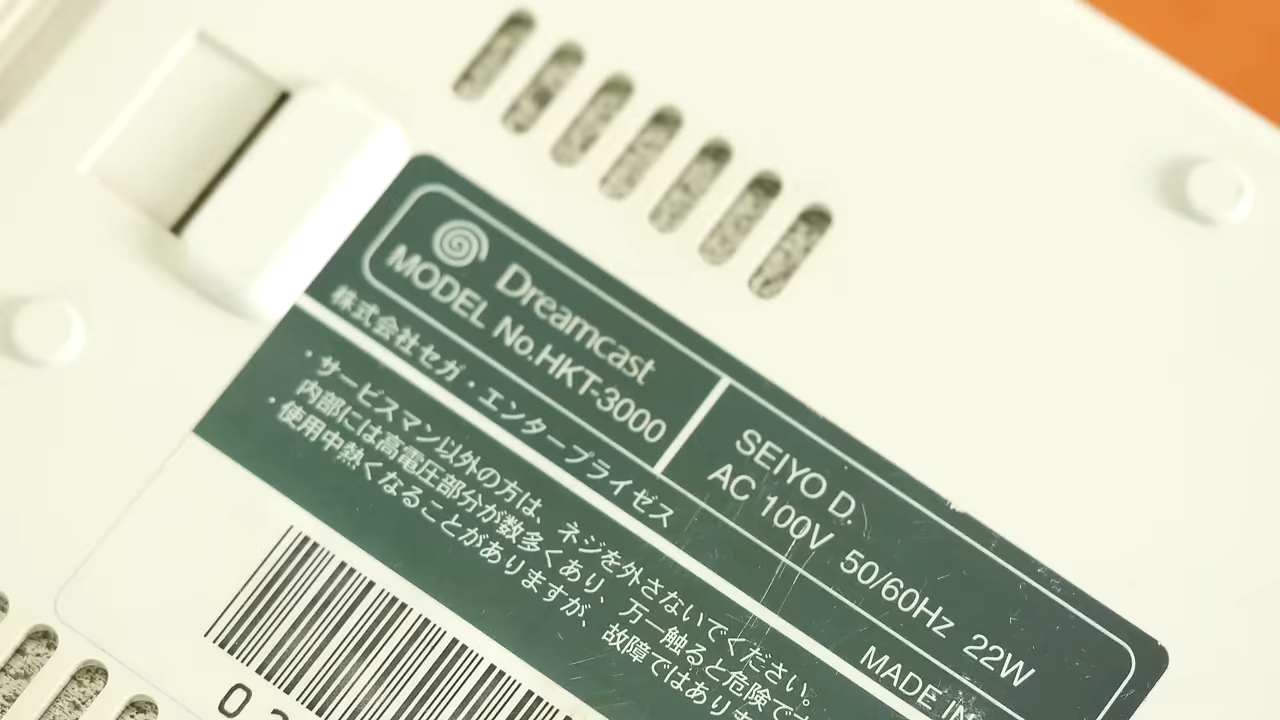 Dreamcast
MODEL No.HKT-3000
SEIYO D.
AC 100V 50/60Hz 22W
株式会社セガ・エンタープライゼス
MADE IN
・サービスマン以外の方は、ネジを外さないでください。
内部には高電圧部分が数多くあり、万一触ると危険で
・使用中熱くなることがありますが、故障ではあり
0